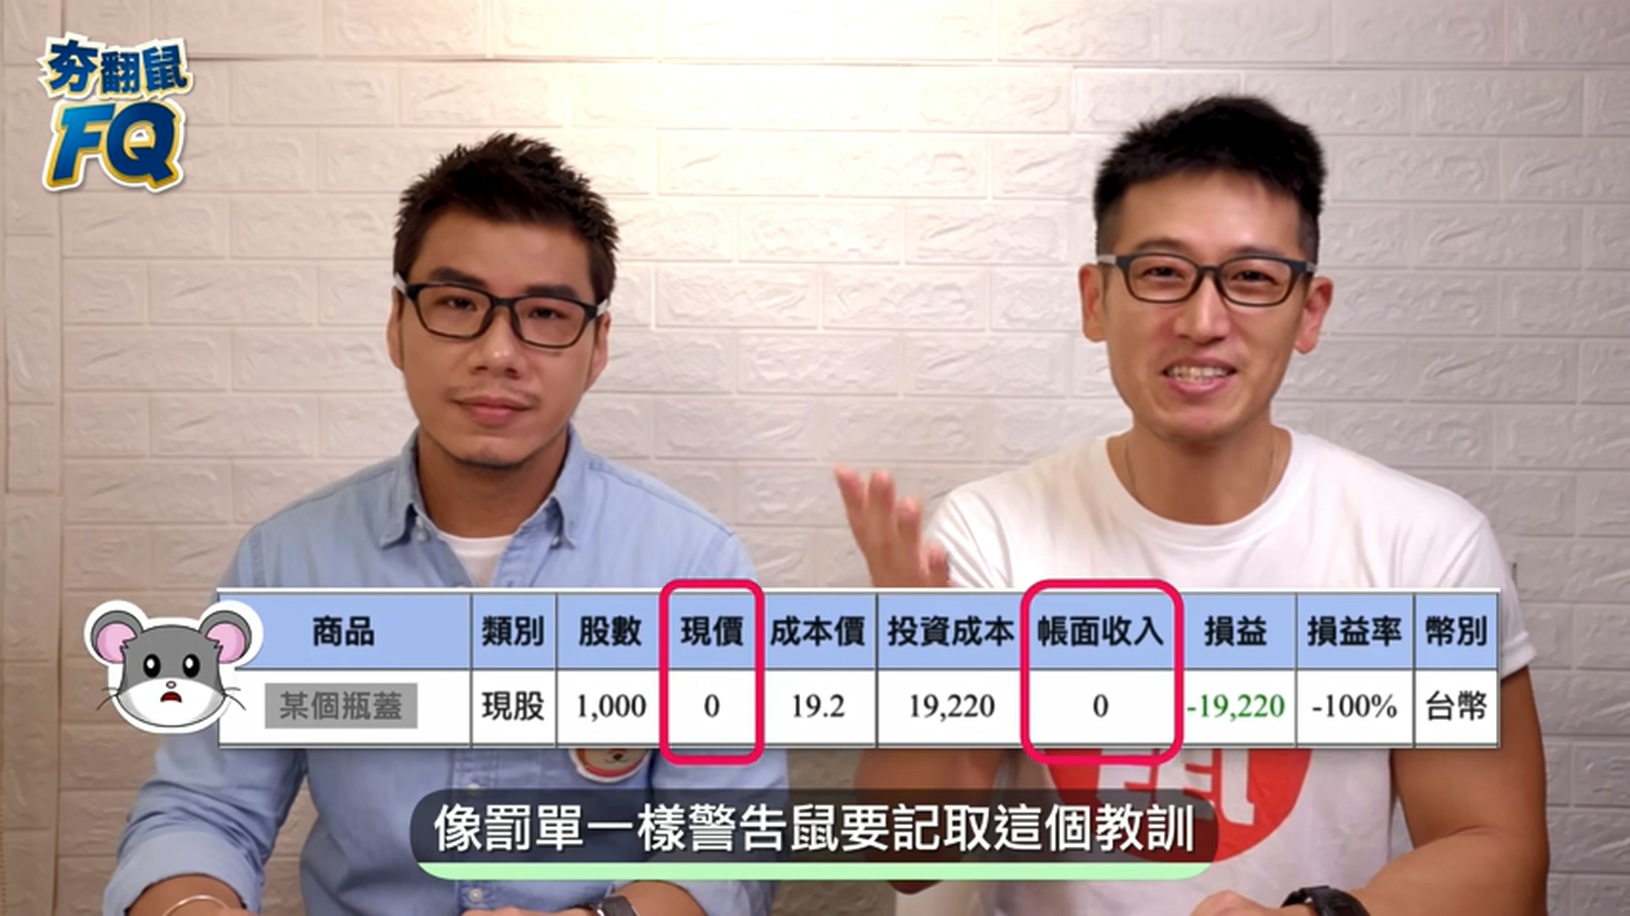 夯翻鼠
FQ
商品 類別 股數 現價 成本價 投資成本 帳面收入 損益 損益率 幣別
某個瓶蓋 現股 1,000 0 19.2 19,220 0 -19,220 -100% 台幣
像罰單一樣警告鼠要記取這個教訓